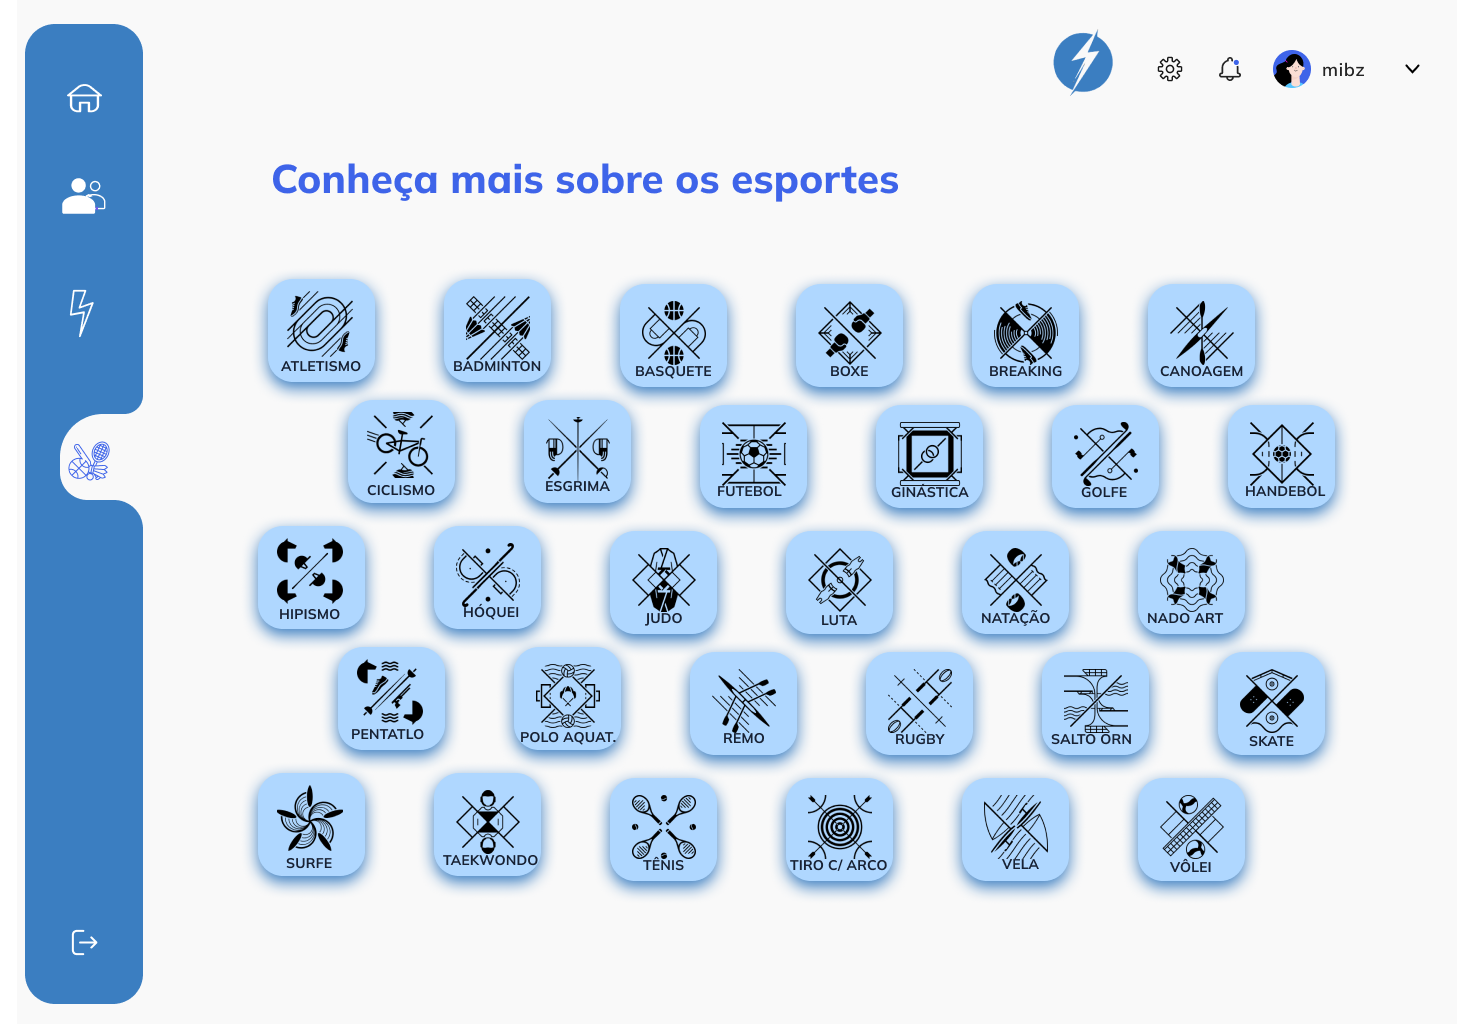 mibz
Conheça mais sobre os esportes
ATLETISMO
BADMINTON
BASQUETE
BOXE
BREAKING
CANOAGEM
CICLISMO
ESGRIMA
FUTEBOL
GINÁSTICA
GOLFE
HANDEBOL
HIPISMO
HÓQUEI
JUDO
LUTA
NATAÇÃO
NADO ART
PENTATLO
POLO AQUAT.
REMO
RUGBY
SALTO ORN
SKATE
SURFE
TAEKWONDO
TÊNIS
TIRO C/ ARCO
VELA
VÔLEI